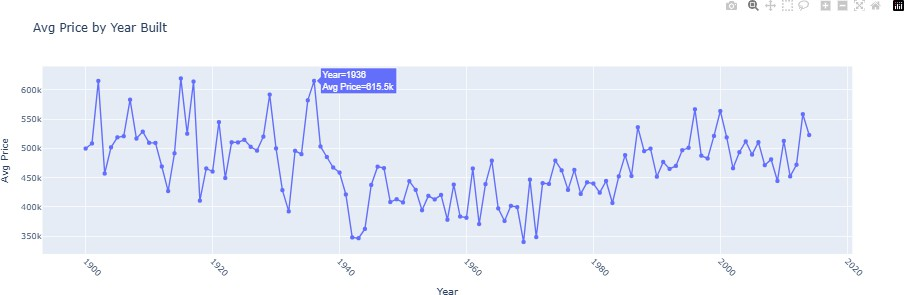 Avg Price by Year Built
Year=1936
Avg Price=615.5k
600k
550k
500k
450k
400k
350k
Avg Price
1900
1920
1940
1960
1980
2000
2020
Year